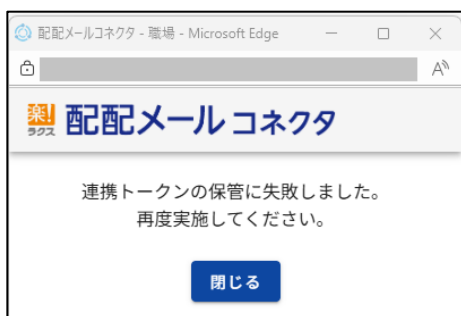 配配メールコネクタ - 職場 - Microsoft Edge
A
楽!
ラクス
配配メール コネクタ
連携トークンの保管に失敗しました。
再度実施してください。
閉じる